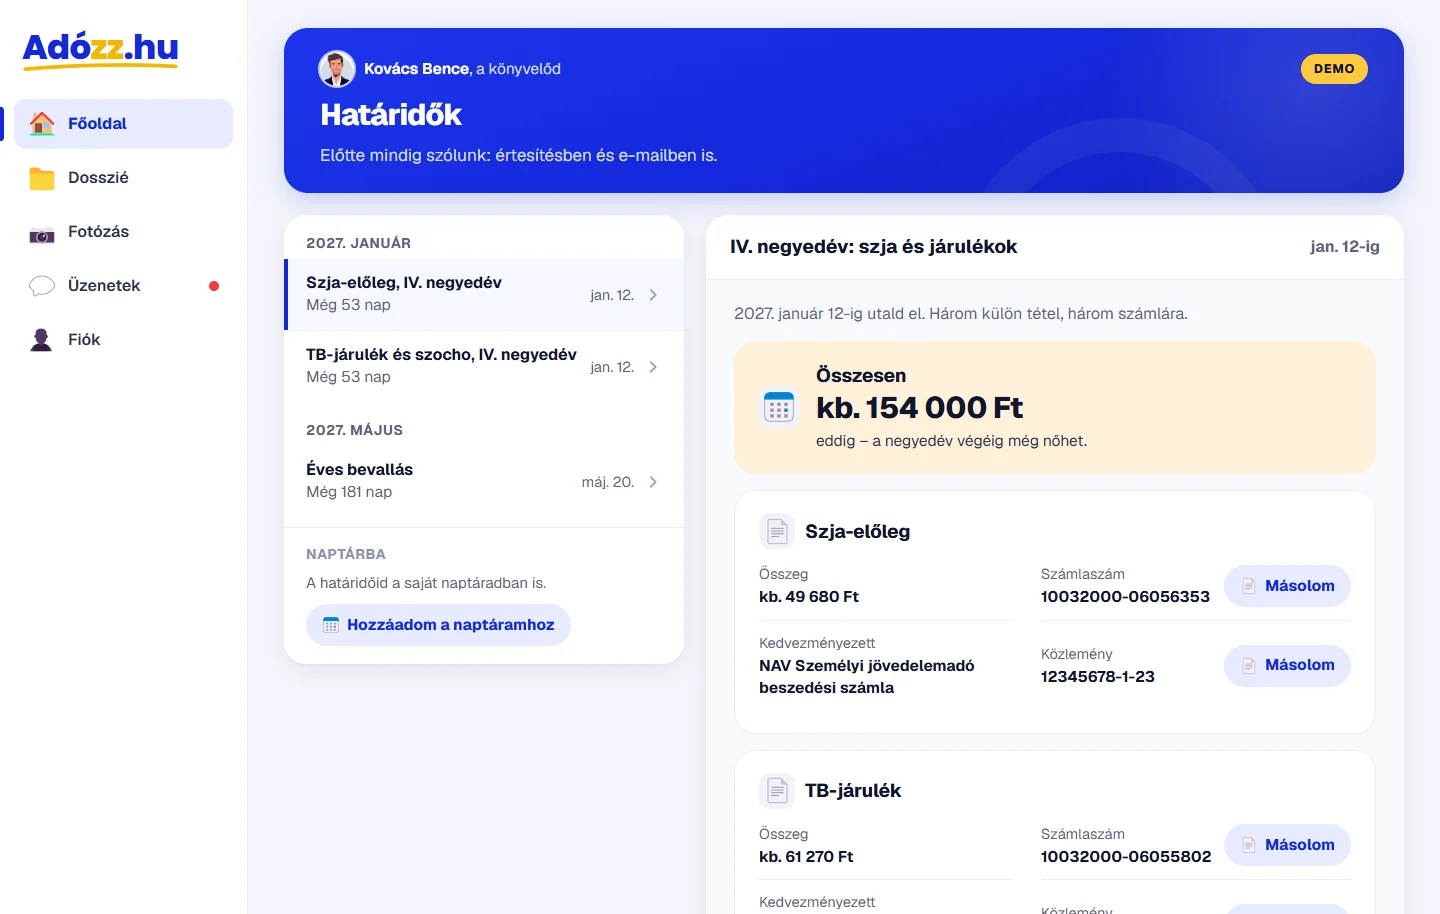 Adózz.hu
Főoldal
Dosszié
Fotózás
Üzenetek
Fiók
Kovács Bence, a könyvelőd
DEMO
Határidők
Előtte mindig szólunk: értesítésben és e-mailben is.
2027. JANUÁR
Szja-előleg, IV. negyedév
Még 53 nap
jan. 12.
TB-járulék és szocho, IV. negyedév
Még 53 nap
jan. 12.
2027. MÁJUS
Éves bevallás
Még 181 nap
máj. 20.
NAPTÁRBA
A határidőid a saját naptáradban is.
Hozzáadom a naptáramhoz
IV. negyedév: szja és járulékok
jan. 12-ig
2027. január 12-ig utald el. Három külön tétel, három számlára.
Összesen
kb. 154 000 Ft
eddig – a negyedév végéig még nőhet.
Szja-előleg
Összeg
kb. 49 680 Ft
Számlaszám
10032000-06056353
Másolom
Kedvezményezett
NAV Személyi jövedelemadó
beszedési számla
Közlemény
12345678-1-23
Másolom
TB-járulék
Összeg
kb. 61 270 Ft
Számlaszám
10032000-06055802
Másolom
Kedvezményezett
Közlemény